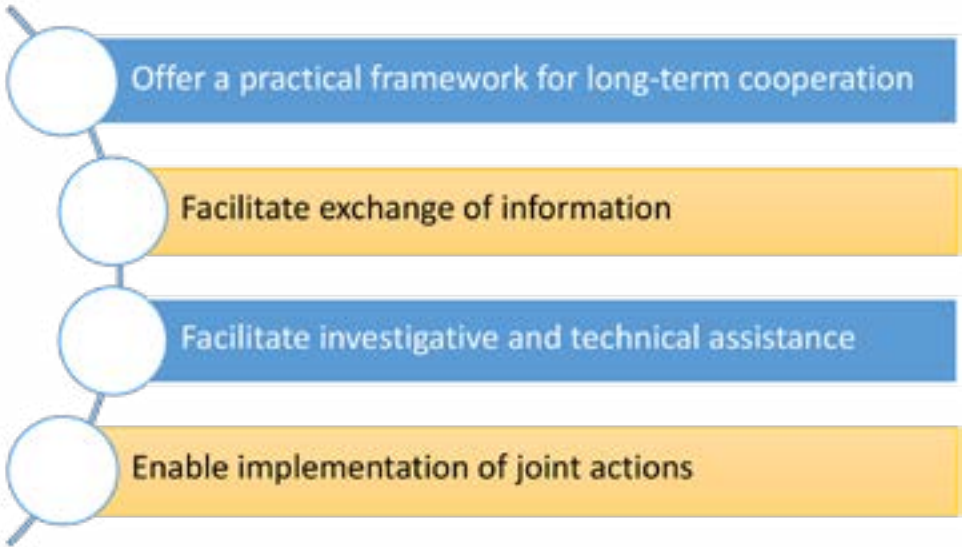 Offer a practical framework for long-term cooperation
Facilitate exchange of information
Facilitate investigative and technical assistance
Enable implementation of joint actions